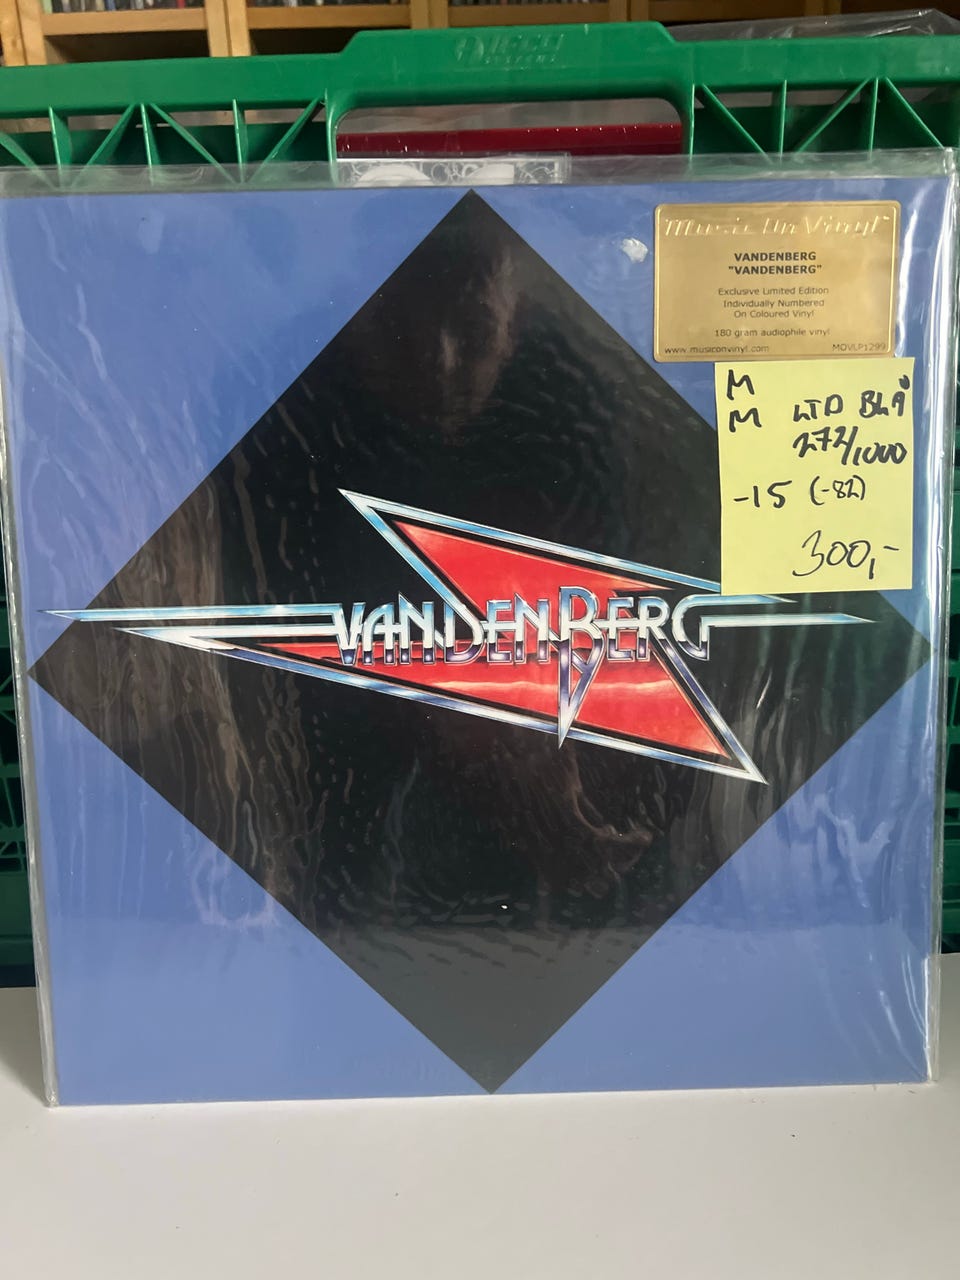 Music On Vinyl
VANDENBERG
"VANDENBERG"
Exclusive Limited Edition
Individually Numbered
On Coloured Vinyl
180 gram audiophile vinyl
www.musiconvinyl.com MOVLP1299
M
M LTD BLÅ
272/1000
-15 (-82)
300,-
VANDENBERG